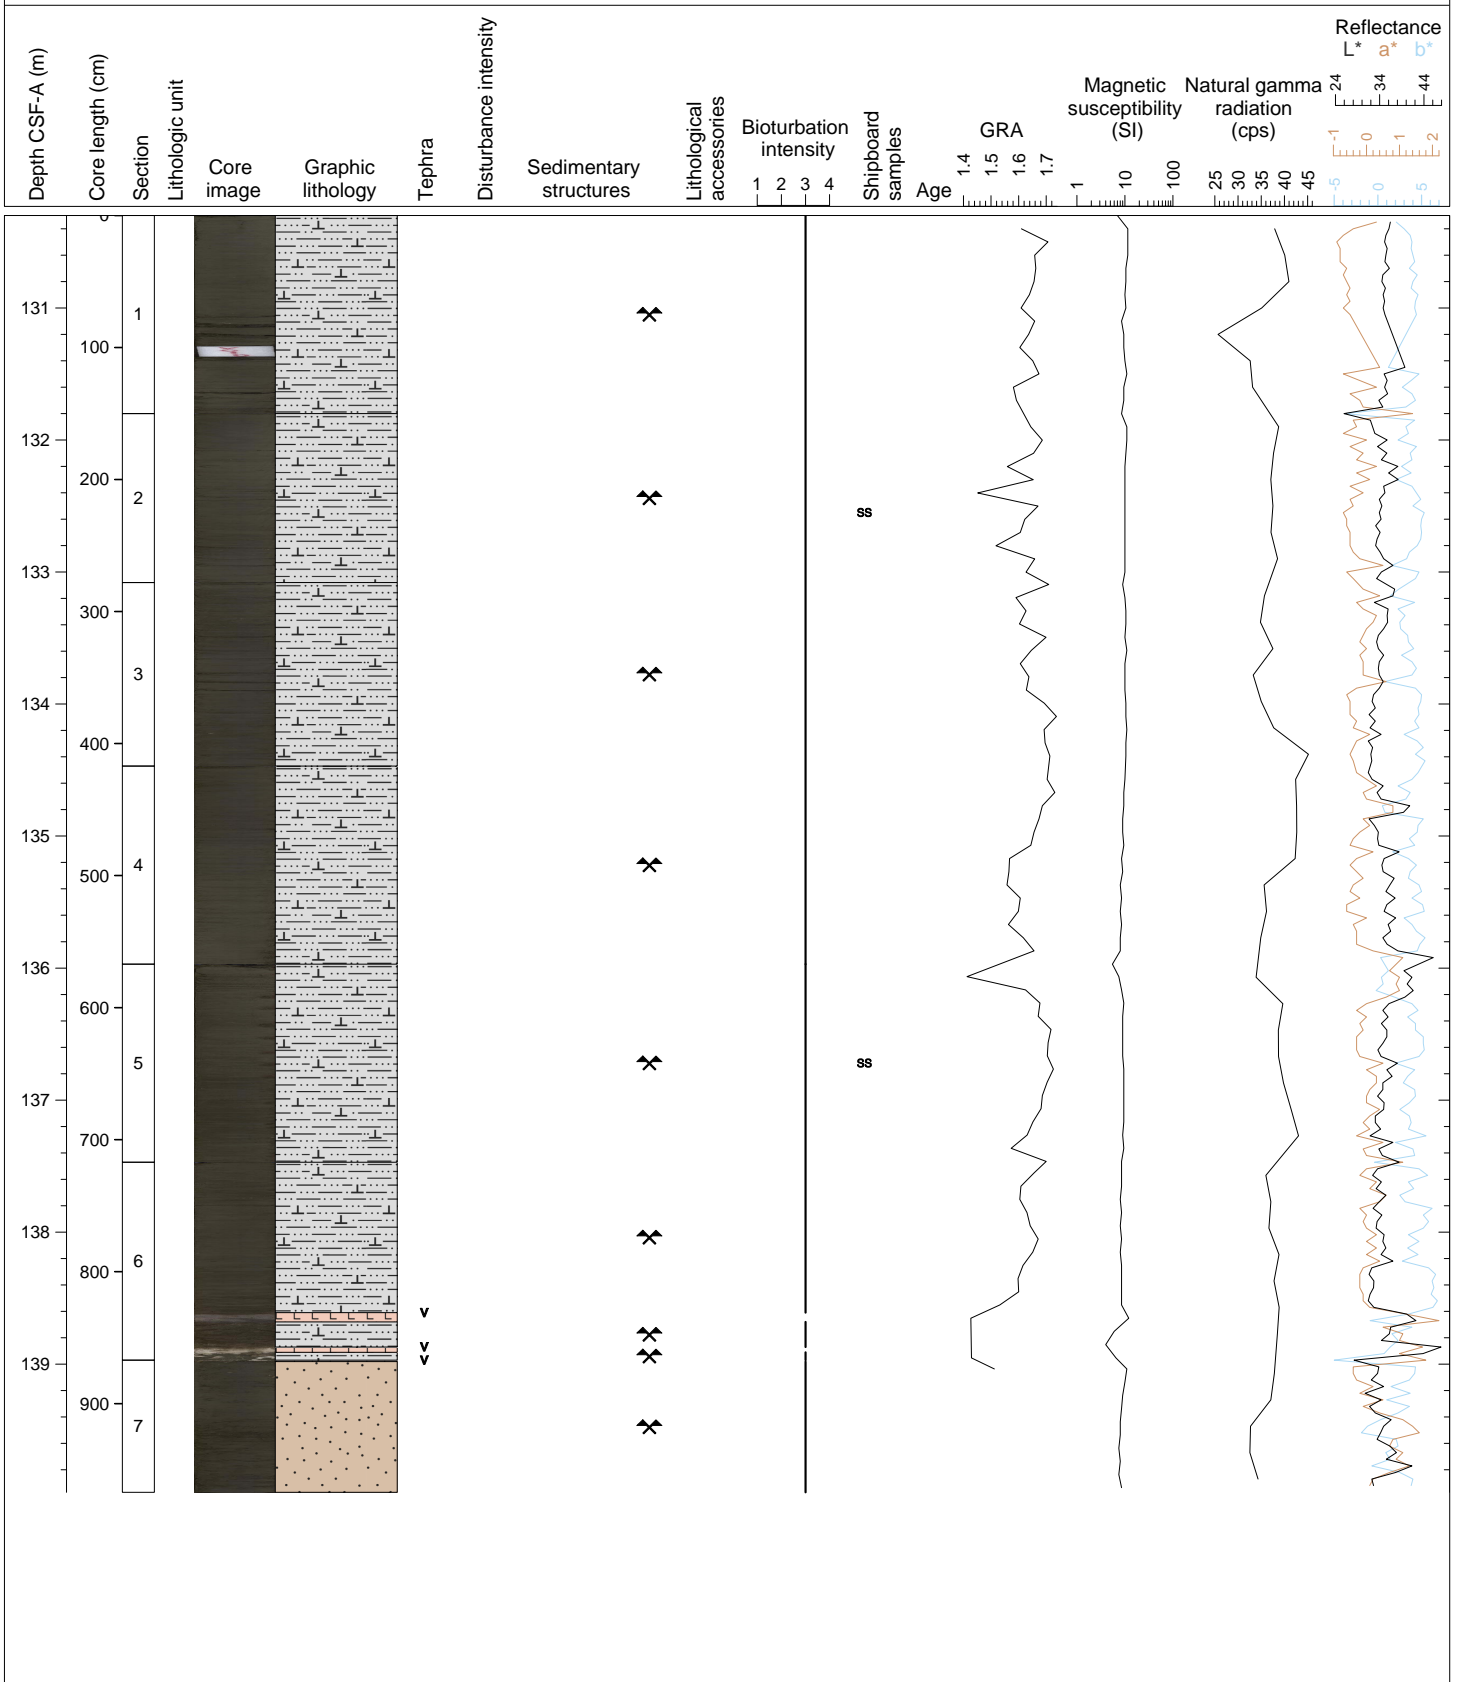 Depth CSF-A (m)
Core length (cm)
Section
Lithologic unit
Core
image
Graphic
lithology
Tephra
Disturbance intensity
Sedimentary
structures
Lithological
accessories
Bioturbation
intensity
1 2 3 4
Shipboard
samples
Age
GRA
1.4 1.5 1.6 1.7
Magnetic
susceptibility
(SI)
1 10 100
Natural gamma
radiation
(cps)
25 30 35 40 45
Reflectance
L* a* b*
24 34 44
-1 0 1 2
-5 0 5
0
131
1
100
132
200
2
ss
133
300
3
134
400
135
4
500
136
600
5
ss
137
700
138
6
800
v
v
v
139
900
7